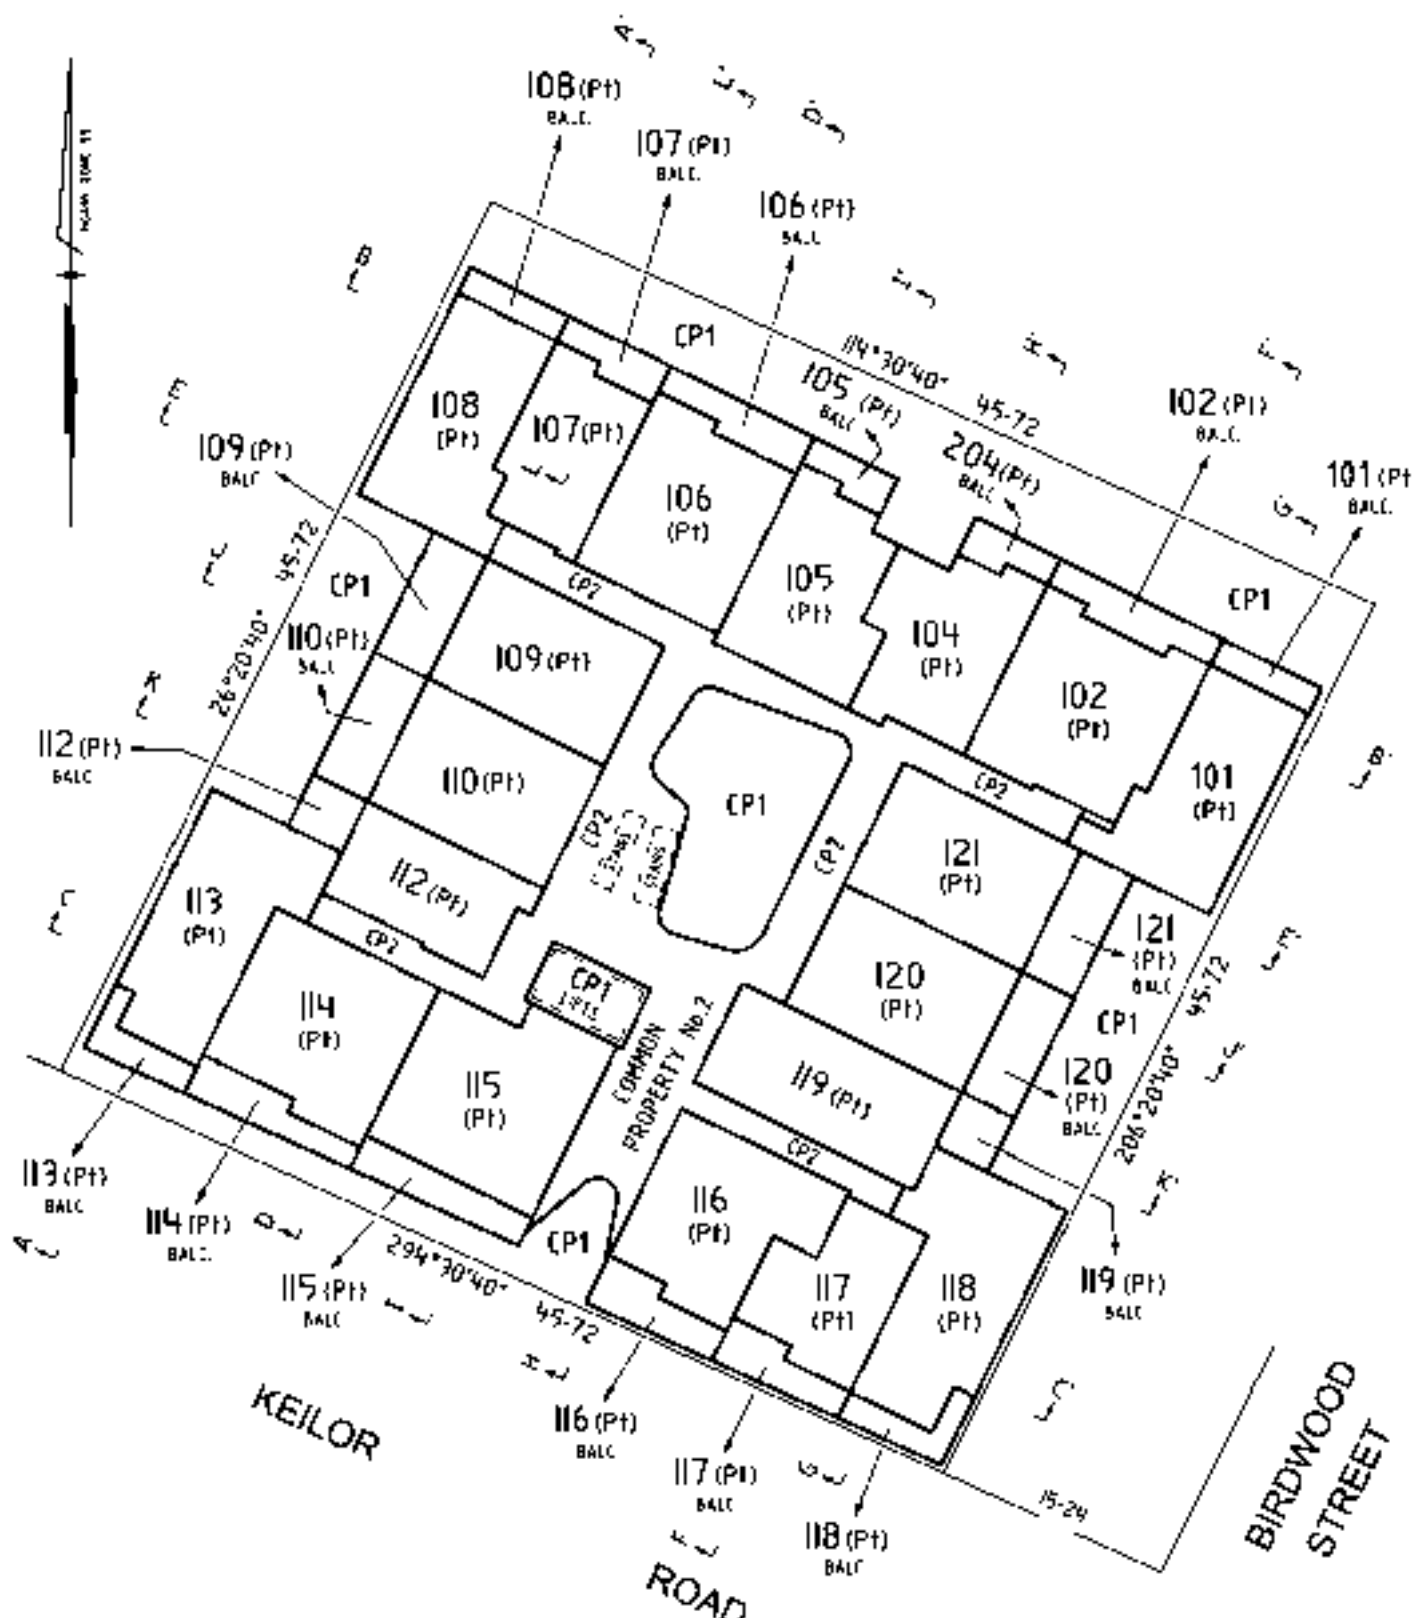 A'
C'
D'
108 (Pt)
BALC.
107 (Pt)
BALC.
106 (Pt)
BALC
B
I'
CP1
114°30'40"
45-72
H'
F'
105 (Pt)
BALC
102 (Pt)
BALC.
204 (Pt)
BALC
101 (Pt
BALC.
G'
E
108
(Pt)
107 (Pt)
109 (Pt)
BALC
J
106
(Pt)
45-72
CP1
CP2
105
(Pt)
CP1
110 (Pt)
BALC
109 (Pt)
104
(Pt)
102
(Pt)
26°20'40"
K
112 (Pt)
BALC
110 (Pt)
CP1
CP2
101
(Pt)
B'
CP2
STAIRS
STAIRS
CP2
121
(Pt)
112 (Pt)
113
(Pt)
CP2
121
(Pt)
BALC
E'
CP1
LIFTS
120
(Pt)
45-72
CP1
114
(Pt)
COMMON
PROPERTY No.2
115
(Pt)
119 (Pt)
120
(Pt)
BALC
206°20'40"
CP2
113 (Pt)
BALC
116
(Pt)
K'
A
114 (Pt)
BALC.
D
294°30'40"
45-72
CP1
115 (Pt)
BALC
I
117
(Pt)
118
(Pt)
119 (Pt)
BALC
H
KEILOR
116 (Pt)
BALC
117 (Pt)
BALC
G
118 (Pt)
BALC
F
15-24
BIRDWOOD
STREET
ROAD